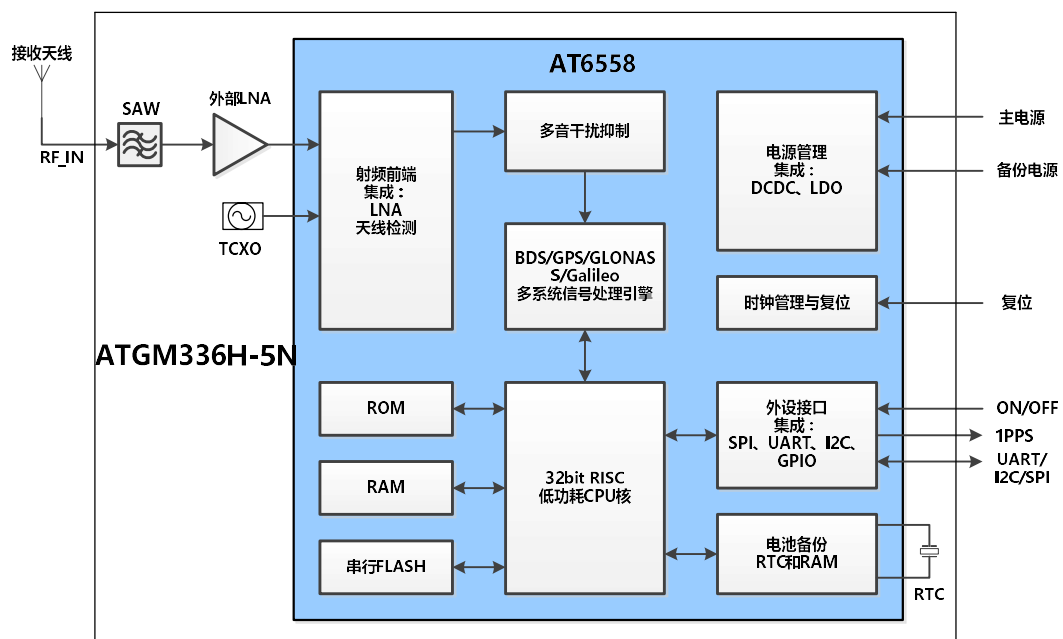 接收天线
RF_IN
SAW
外部LNA
TCXO
ATGM336H-5N
AT6558
射频前端
集成：
LNA
天线检测
多音干扰抑制
BDS/GPS/GLONAS
S/Galileo
多系统信号处理引擎
电源管理
集成：
DCDC、LDO
时钟管理与复位
ROM
RAM
串行FLASH
32bit RISC
低功耗CPU核
外设接口
集成：
SPI、UART、I2C、
GPIO
电池备份
RTC和RAM
主电源
备份电源
复位
ON/OFF
1PPS
UART/
I2C/SPI
RTC